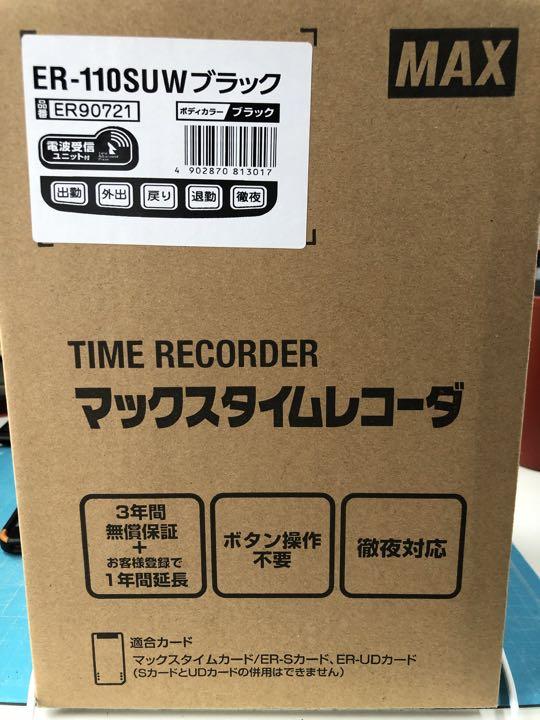 MAX
ER-110SUWブラック
品番 ER90721
ボディカラー ブラック
電波受信
ユニット付
4 902870 813017
出勤 外出 戻り 退勤 徹夜
TIME RECORDER
マックスタイムレコーダ
3年間
無償保証
+
お客様登録で
1年間延長
ボタン操作
不要
徹夜対応
適合カード
マックスタイムカード/ER-Sカード、ER-UDカード
(SカードとUDカードの併用はできません)